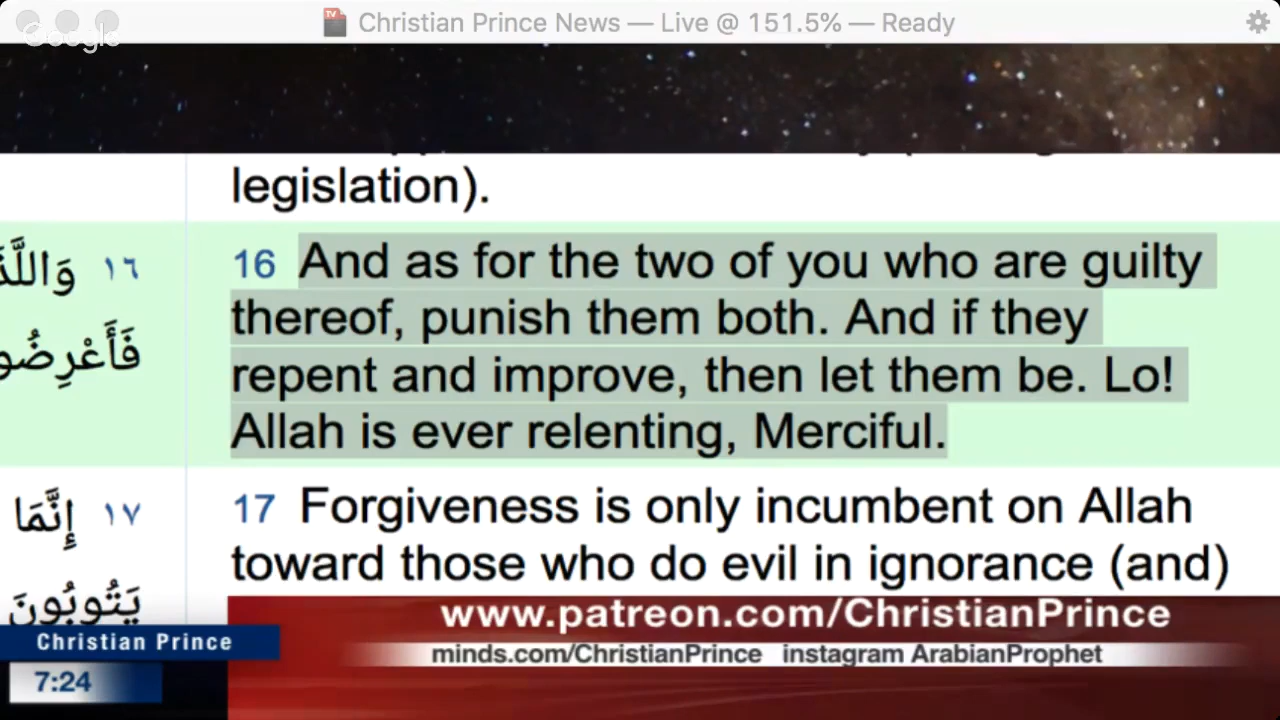 Google
Christian Prince News — Live @ 151.5% — Ready
legislation).
١٦
16 And as for the two of you who are guilty
thereof, punish them both. And if they
repent and improve, then let them be. Lo!
Allah is ever relenting, Merciful.
١٧ إِنَّمَا
17 Forgiveness is only incumbent on Allah
toward those who do evil in ignorance (and)
يَتُوبُونَ
www.patreon.com/ChristianPrince
Christian Prince
minds.com/ChristianPrince instagram ArabianProphet
7:24